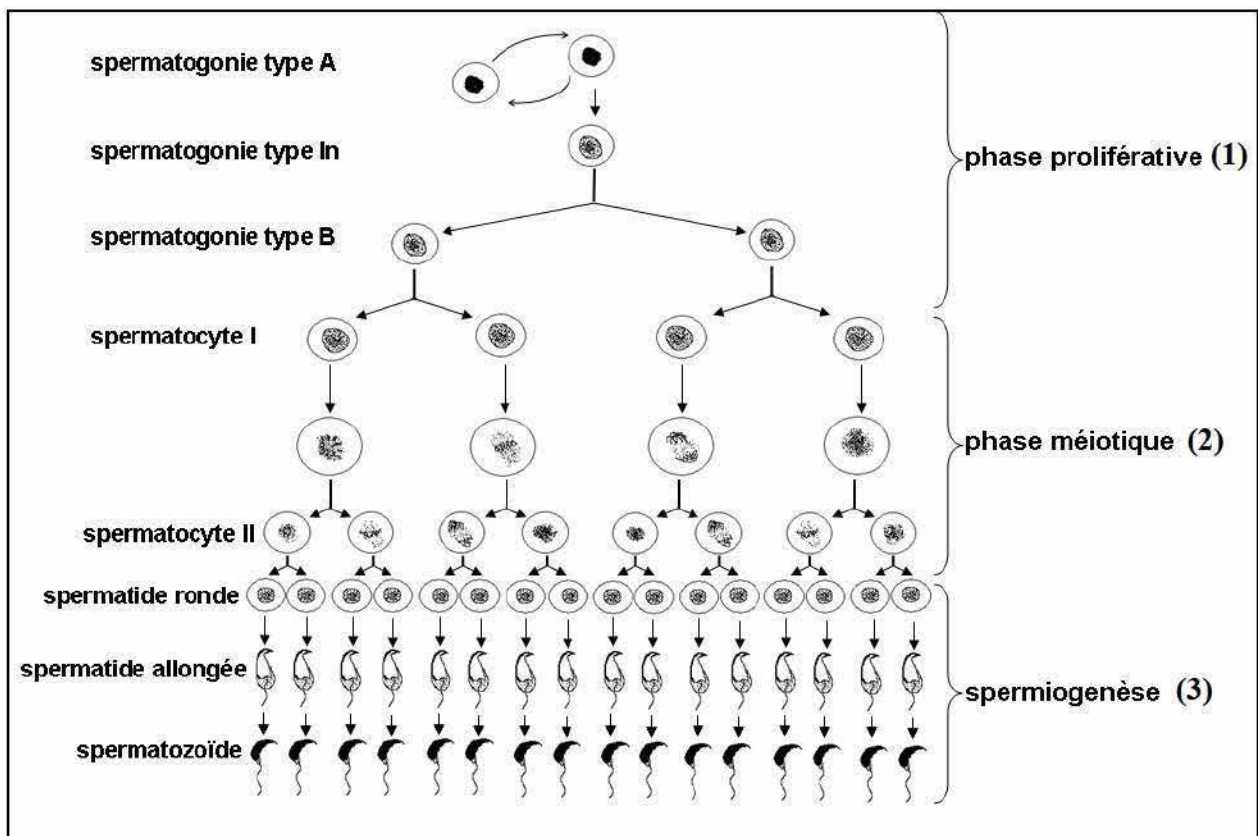 spermatogonie type A
spermatogonie type In
phase proliférative (1)
spermatogonie type B
spermatocyte I
phase méiotique (2)
spermatocyte II
spermatide ronde
spermatide allongée
spermiogenèse (3)
spermatozoïde